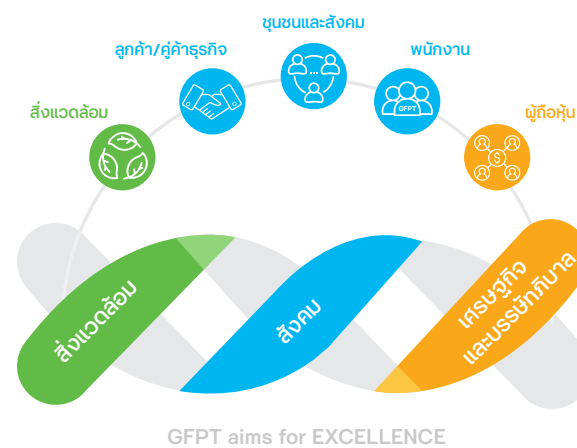 ชุมชนและสังคม
ลูกค้า/คู่ค้าธุรกิจ
พนักงาน
สิ่งแวดล้อม
GFPT
ผู้ถือหุ้น
สิ่งแวดล้อม
สังคม
เศรษฐกิจ
และบรรษัทภิบาล
GFPT aims for EXCELLENCE